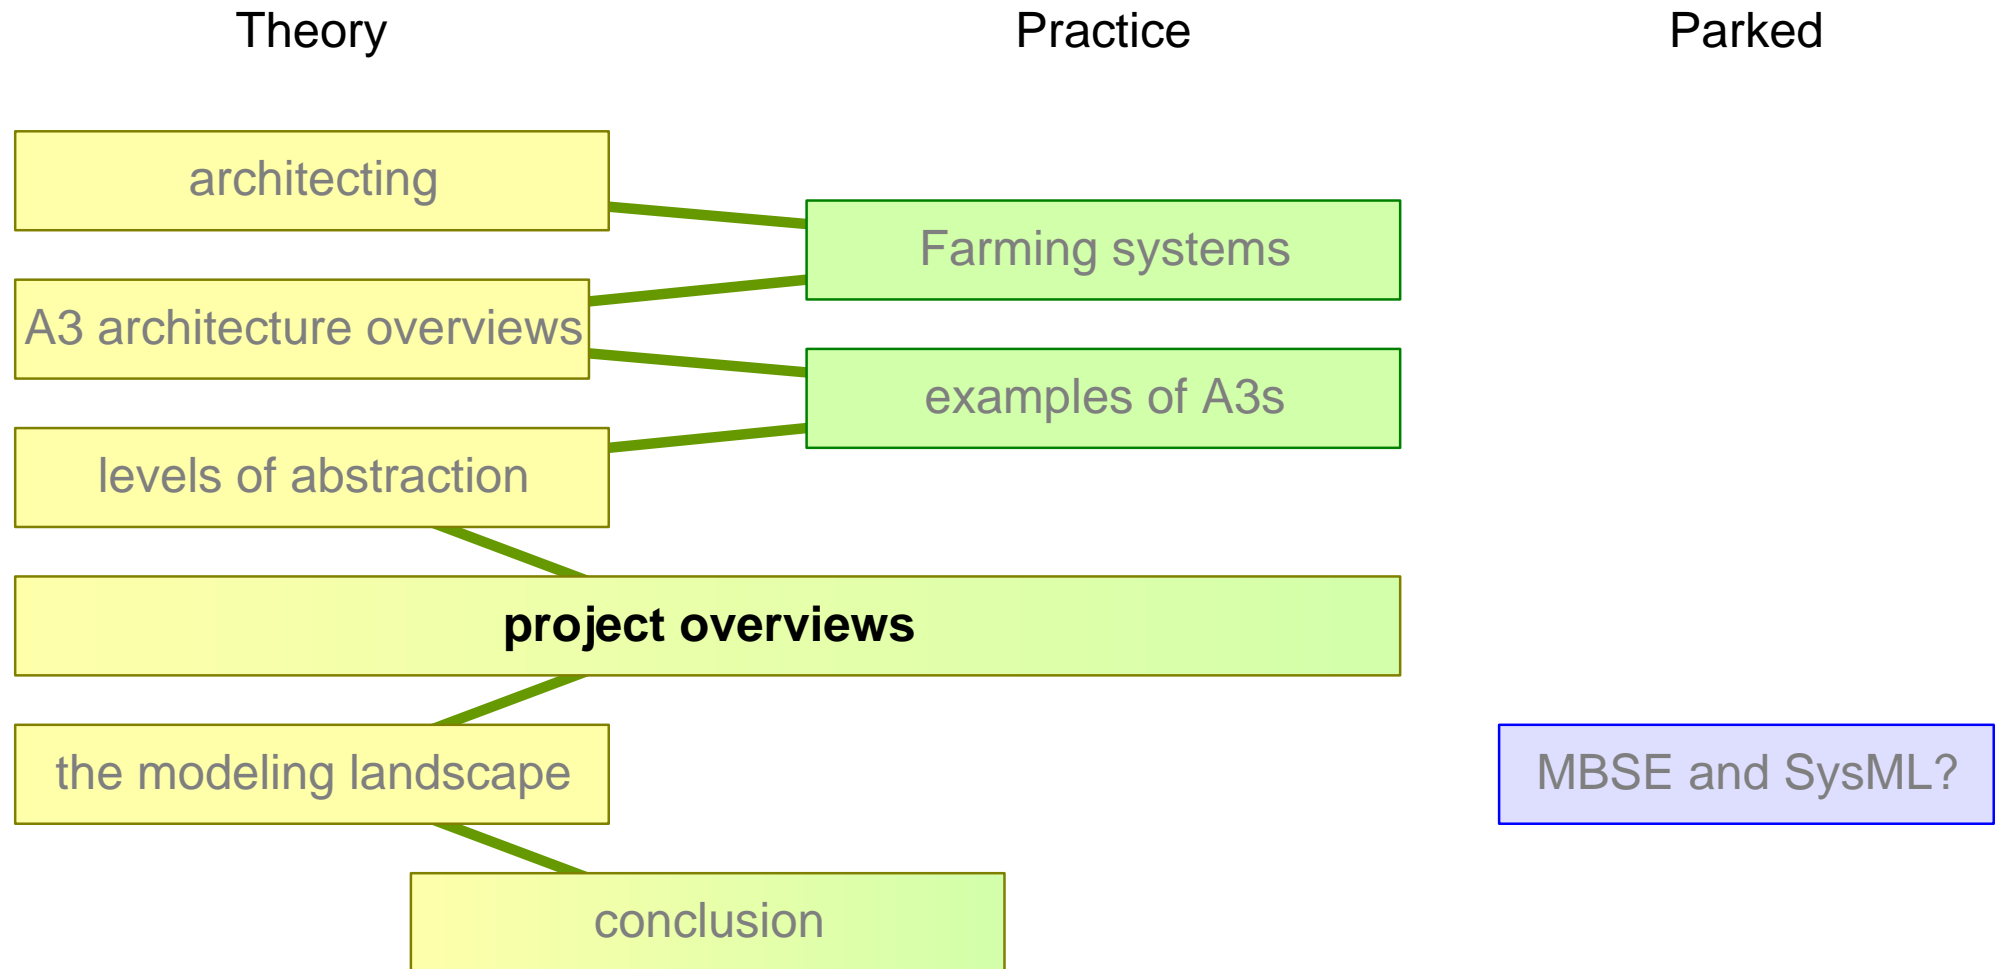 Theory
Practice
Parked
architecting
Farming systems
A3 architecture overviews
examples of A3s
levels of abstraction
project overviews
the modeling landscape
MBSE and SysML?
conclusion